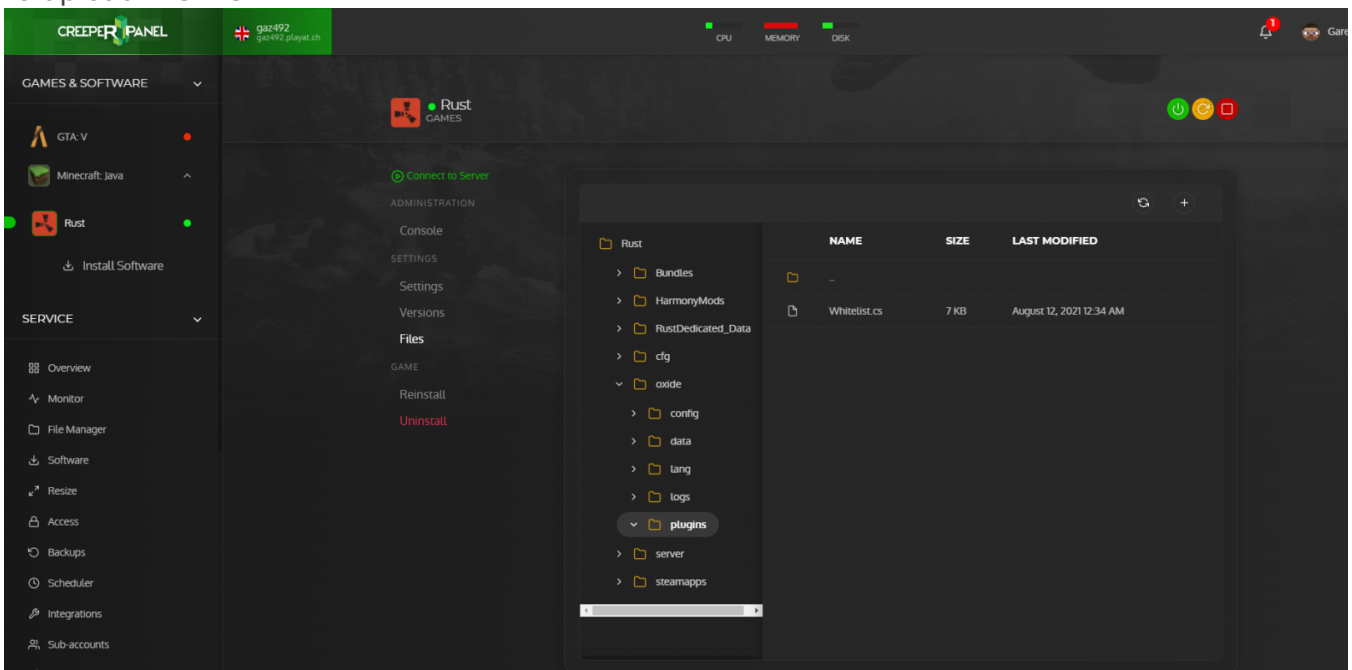 CREEPER PANEL
gaz492
gaz492.playat.ch
CPU
MEMORY
DISK
1
Gare
GAMES & SOFTWARE
GTA: V
Minecraft: Java
Rust
Install Software
SERVICE
Overview
Monitor
File Manager
Software
Resize
Access
Backups
Scheduler
Integrations
Sub-accounts
Rust
GAMES
Connect to Server
ADMINISTRATION
Console
SETTINGS
Settings
Versions
Files
GAME
Reinstall
Uninstall
Rust
Bundles
HarmonyMods
RustDedicated_Data
cfg
oxide
config
data
lang
logs
plugins
server
steamapps
NAME SIZE LAST MODIFIED
..
Whitelist.cs 7 KB August 12, 2021 12:34 AM